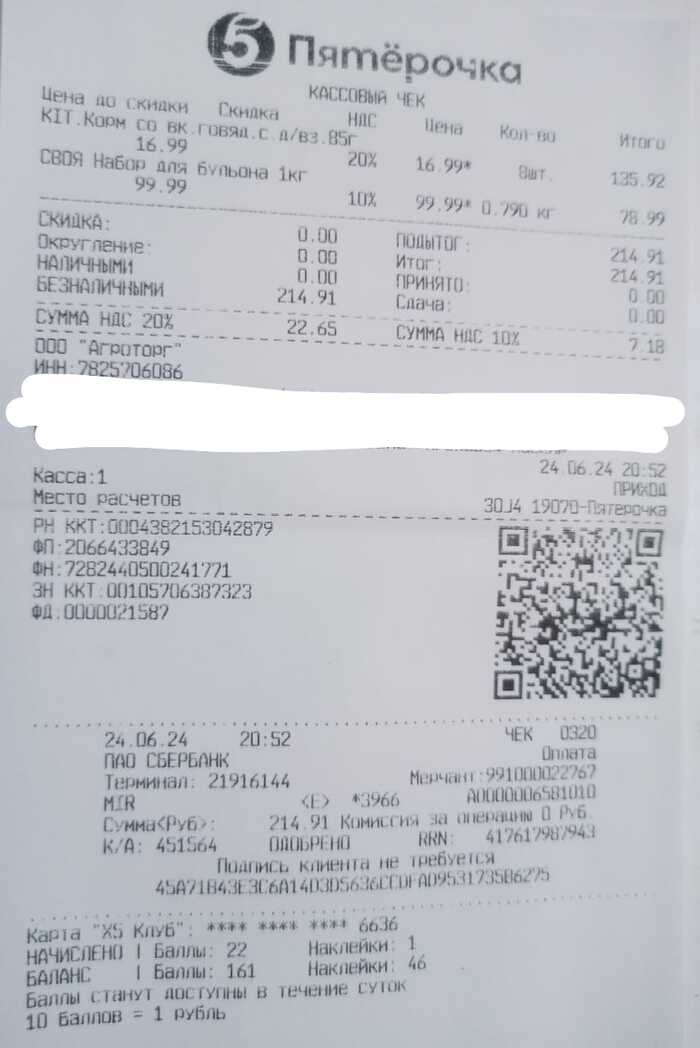 5 Пятёрочка
КАССОВЫЙ ЧЕК
Цена до скидки Скидка НДС Цена Кол-во Итого
KIT.Корм со вк.говяд.с.д/вз.85г
16.99 20% 16.99* 8шт. 135.92
СВОЯ Набор для бульона 1кг
99.99 10% 99.99* 0.790 кг 78.99
СКИДКА: 0.00 ПОДЫТОГ: 214.91
Округление: 0.00 Итог: 214.91
НАЛИЧНЫМИ 0.00 ПРИНЯТО: 0.00
БЕЗНАЛИЧНЫМИ 214.91 Сдача: 0.00
СУММА НДС 20% 22.65 СУММА НДС 10% 7.18
ООО "Агроторг"
ИНН:7825706086
24.06.24 20:52
Касса:1 ПРИХОД
Место расчетов 30J4 19070-Пятерочка
РН ККТ:0004382153042879
ФП:2066433849
ФН:7282440500241771
ЗН ККТ:00105706387323
ФД:0000021587
24.06.24 20:52 ЧЕК 0320
ПАО СБЕРБАНК Оплата
Терминал: 21916144 Мерчант:991000022767
MIR <E> *3966 A0000006581010
Сумма<Руб>: 214.91 Комиссия за операцию 0 Руб.
К/А: 451564 ОДОБРЕНО RRN: 417617987943
Подпись клиента не требуется
45A71B43E3C6A14D3D5636CCDFAD9531735B6275
Карта "X5 Клуб": **** **** **** 6636
НАЧИСЛЕНО | Баллы: 22 Наклейки: 1
БАЛАНС | Баллы: 161 Наклейки: 46
Баллы станут доступны в течение суток
10 Баллов = 1 рубль